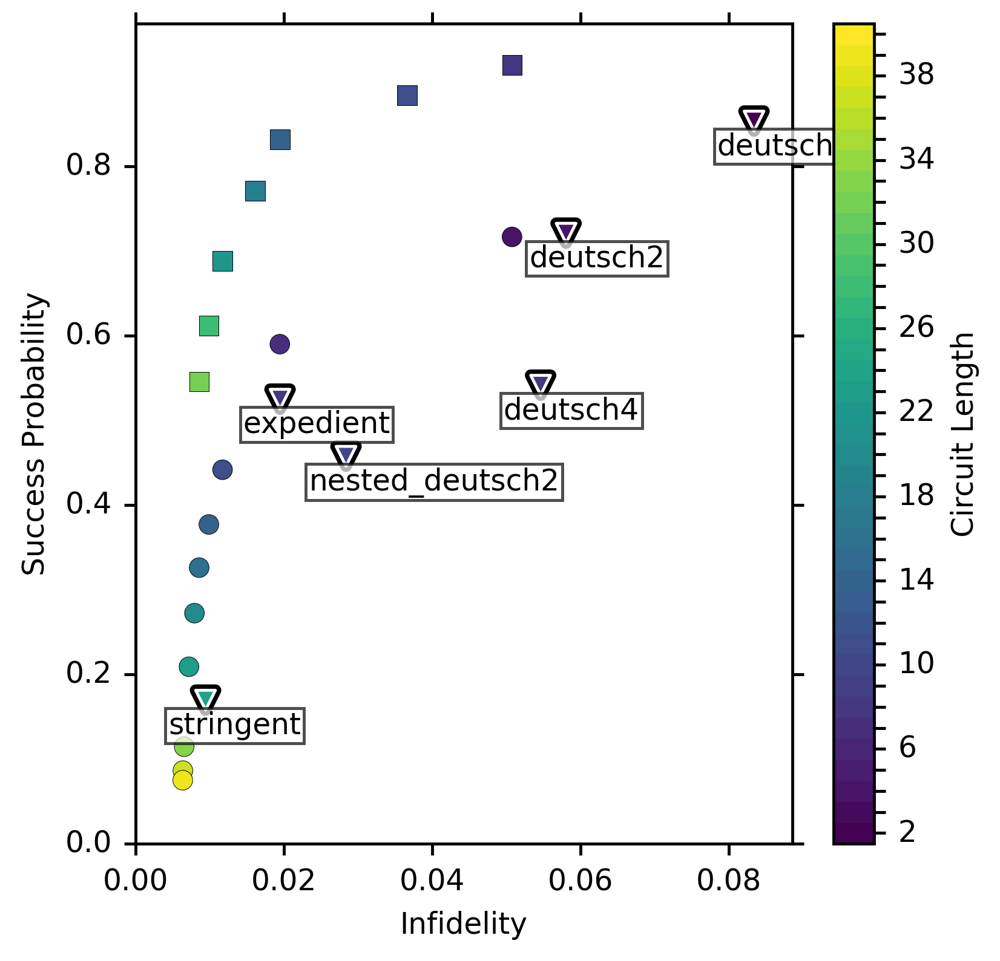 Success Probability
0.8
0.6
0.4
0.2
0.0
0.00
0.02
0.04
0.06
0.08
Infidelity
deutsch
deutsch2
deutsch4
expedient
nested_deutsch2
stringent
38
34
30
26
22
18
14
10
6
2
Circuit Length